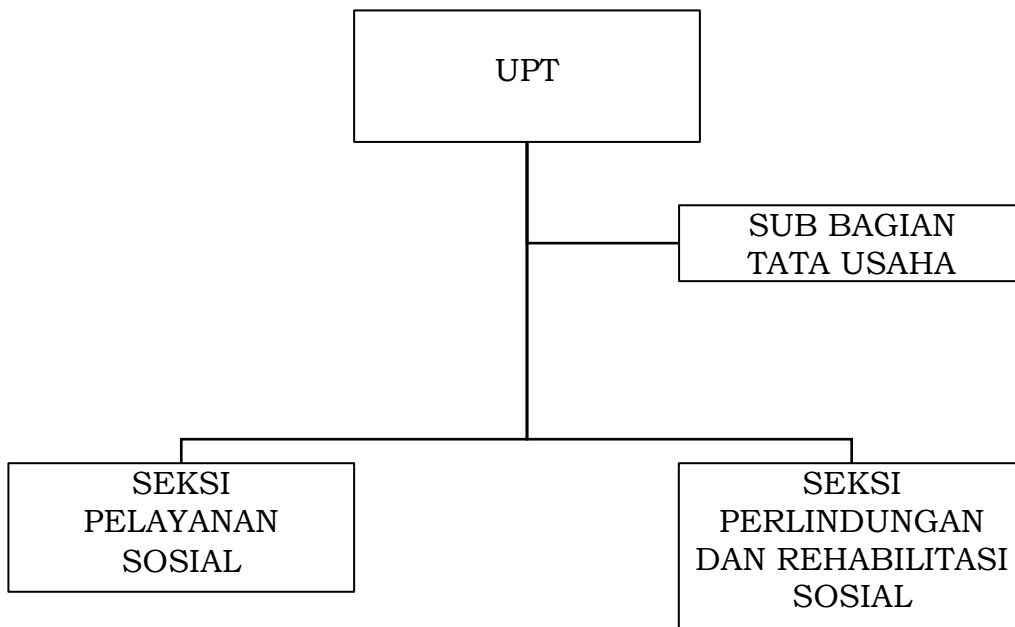 UPT
SUB BAGIAN
TATA USAHA
SEKSI
PELAYANAN
SOSIAL
SEKSI
PERLINDUNGAN
DAN REHABILITASI
SOSIAL